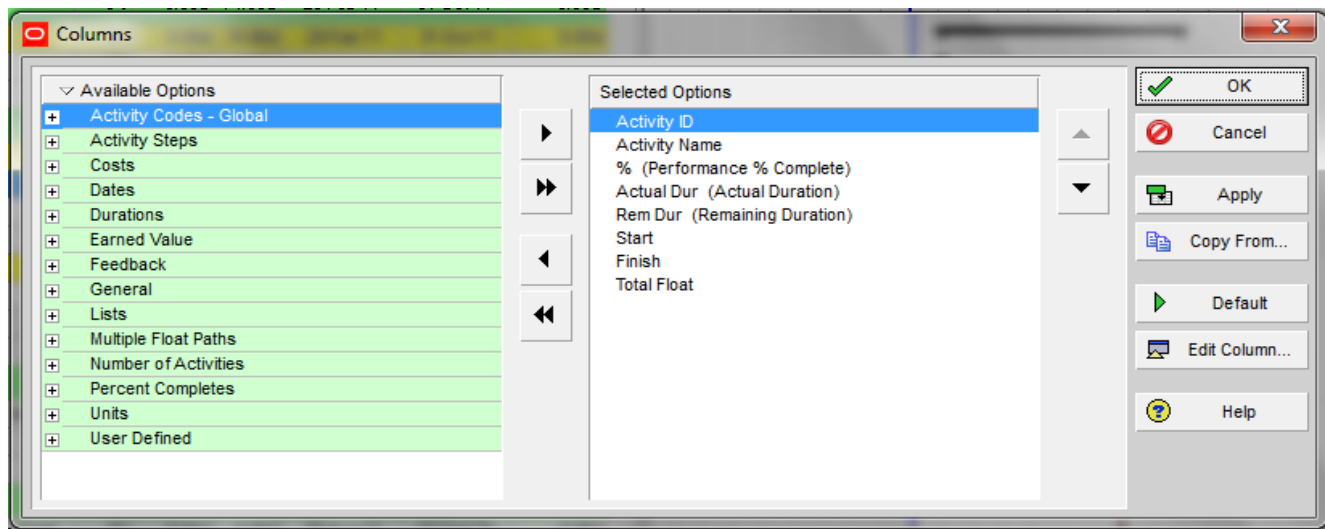 Columns
Available Options
Activity Codes - Global
Activity Steps
Costs
Dates
Durations
Earned Value
Feedback
General
Lists
Multiple Float Paths
Number of Activities
Percent Completes
Units
User Defined
Selected Options
Activity ID
Activity Name
% (Performance % Complete)
Actual Dur (Actual Duration)
Rem Dur (Remaining Duration)
Start
Finish
Total Float
OK
Cancel
Apply
Copy From...
Default
Edit Column...
Help